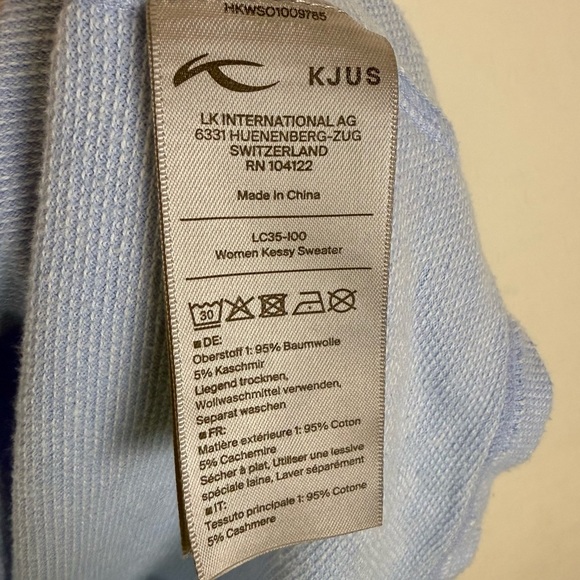 HKWSO1009785
KJUS
LK INTERNATIONAL AG
6331 HUENENBERG-ZUG
SWITZERLAND
RN 104122
Made in China
LC35-I00
Women Kessy Sweater
30
DE:
Oberstoff 1: 95% Baumwolle
5% Kaschmir
Liegend trocknen,
Wollwaschmittel verwenden,
Separat waschen
FR:
Matière extérieure 1: 95% Coton
5% Cachemire
Sécher à plat, Utiliser une lessive
spéciale laine, Laver séparément
IT:
Tessuto principale 1: 95% Cotone
5% Cashmere